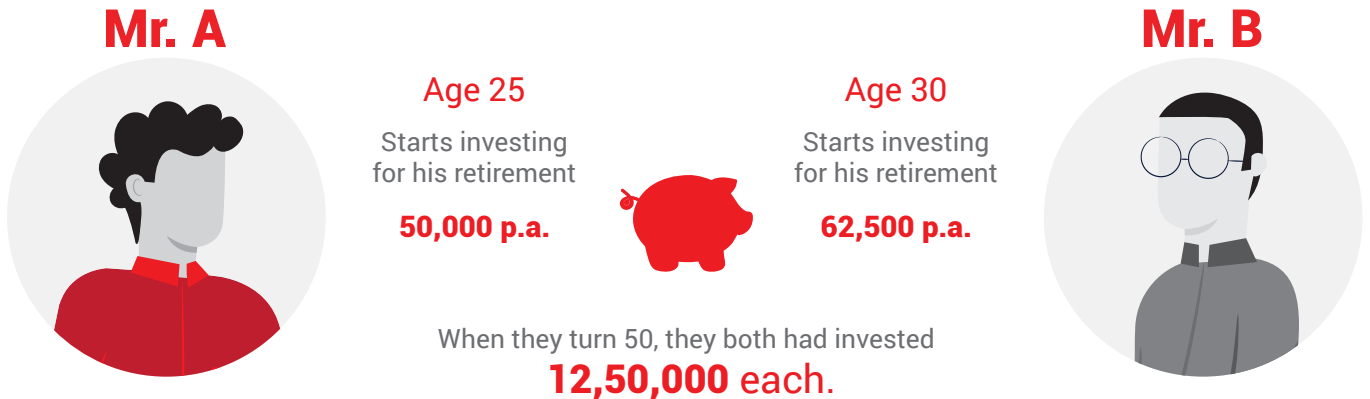 Mr. A
Age 25
Starts investing
for his retirement
50,000 p.a.
Mr. B
Age 30
Starts investing
for his retirement
62,500 p.a.
When they turn 50, they both had invested
12,50,000 each.